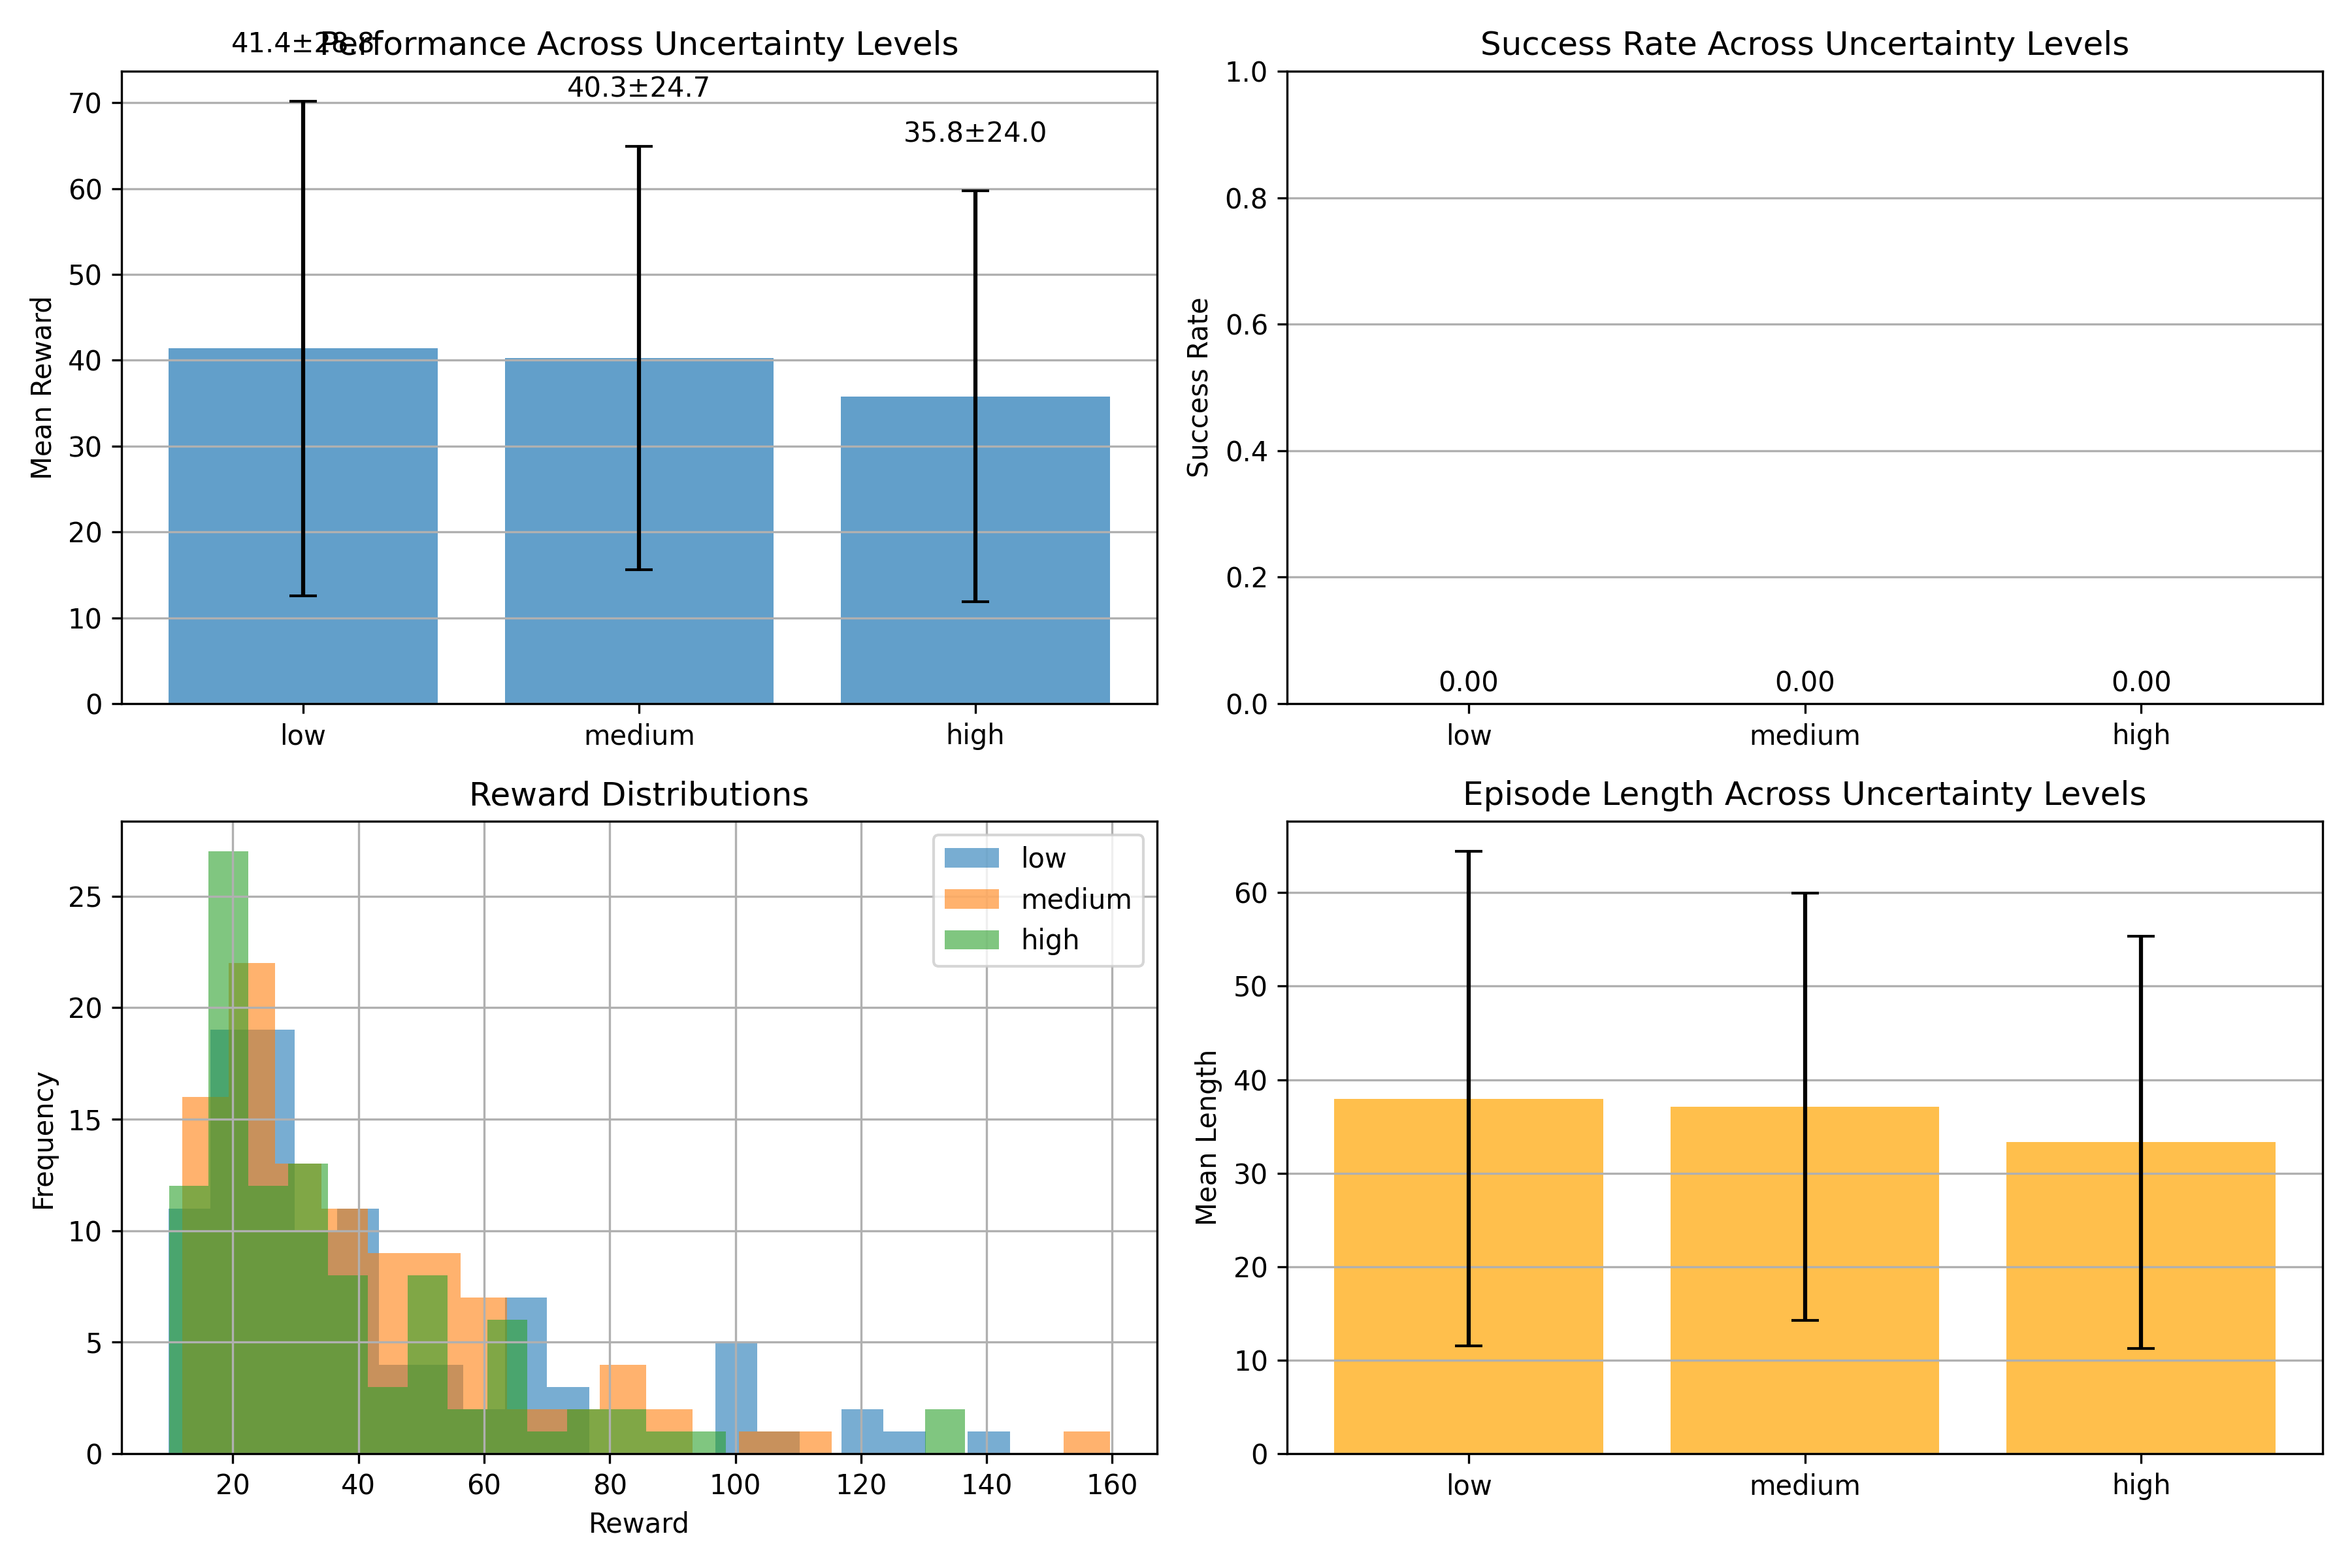 Performance Across Uncertainty Levels
41.4±28.8
40.3±24.7
35.8±24.0
Mean Reward
70
60
50
40
30
20
10
0
low
medium
high
Success Rate Across Uncertainty Levels
Success Rate
1.0
0.8
0.6
0.4
0.2
0.0
0.00
0.00
0.00
low
medium
high
Reward Distributions
Frequency
25
20
15
10
5
0
low
medium
high
20
40
60
80
100
120
140
160
Reward
Episode Length Across Uncertainty Levels
Mean Length
60
50
40
30
20
10
0
low
medium
high